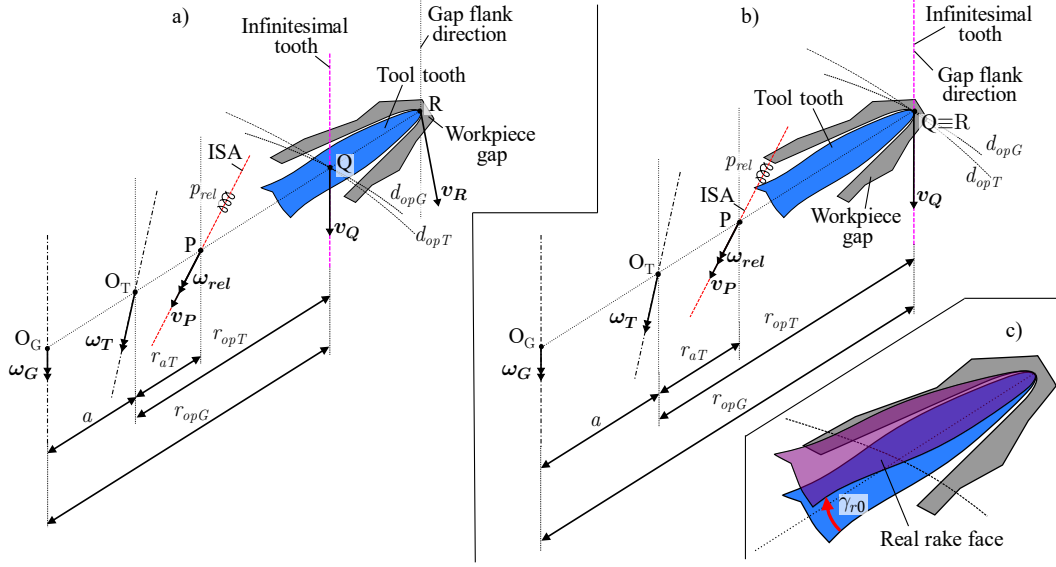 a)
Infinitesimal
tooth
Gap flank
direction
Tool tooth
R
Workpiece
gap
ISA
p_rel
Q
d_opG
v_R
d_opT
v_Q
P
ω_rel
v_P
O_T
ω_T
O_G
ω_G
r_aT
r_opT
r_opG
a
b)
Infinitesimal
tooth
Gap flank
direction
Tool tooth
Q≡R
p_rel
d_opG
ISA
d_opT
Workpiece
gap
v_Q
P
ω_rel
v_P
O_T
ω_T
O_G
ω_G
r_opT
r_aT
r_opG
a
c)
γ_r0
Real rake face